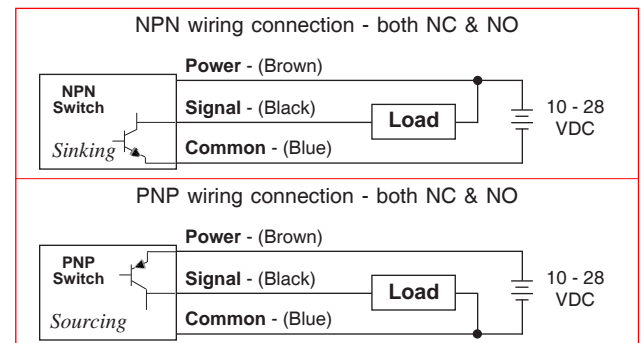 NPN wiring connection - both NC & NO
Power - (Brown)
NPN
Switch
Signal - (Black)
Load
10 - 28
VDC
Sinking
Common - (Blue)
PNP wiring connection - both NC & NO
Power - (Brown)
PNP
Switch
Signal - (Black)
Load
10 - 28
VDC
Sourcing
Common - (Blue)